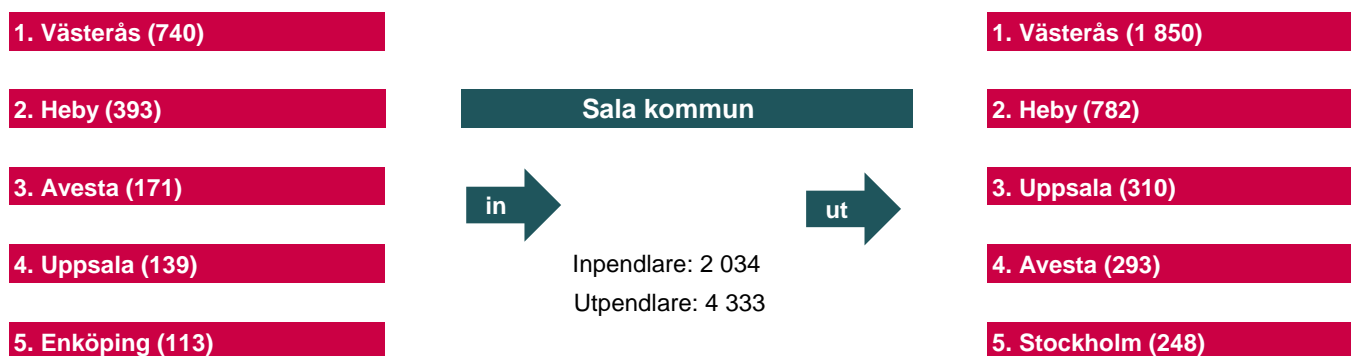 1. Västerås (740)
2. Heby (393)
3. Avesta (171)
4. Uppsala (139)
5. Enköping (113)
Sala kommun
in
ut
Inpendlare: 2 034
Utpendlare: 4 333
1. Västerås (1 850)
2. Heby (782)
3. Uppsala (310)
4. Avesta (293)
5. Stockholm (248)